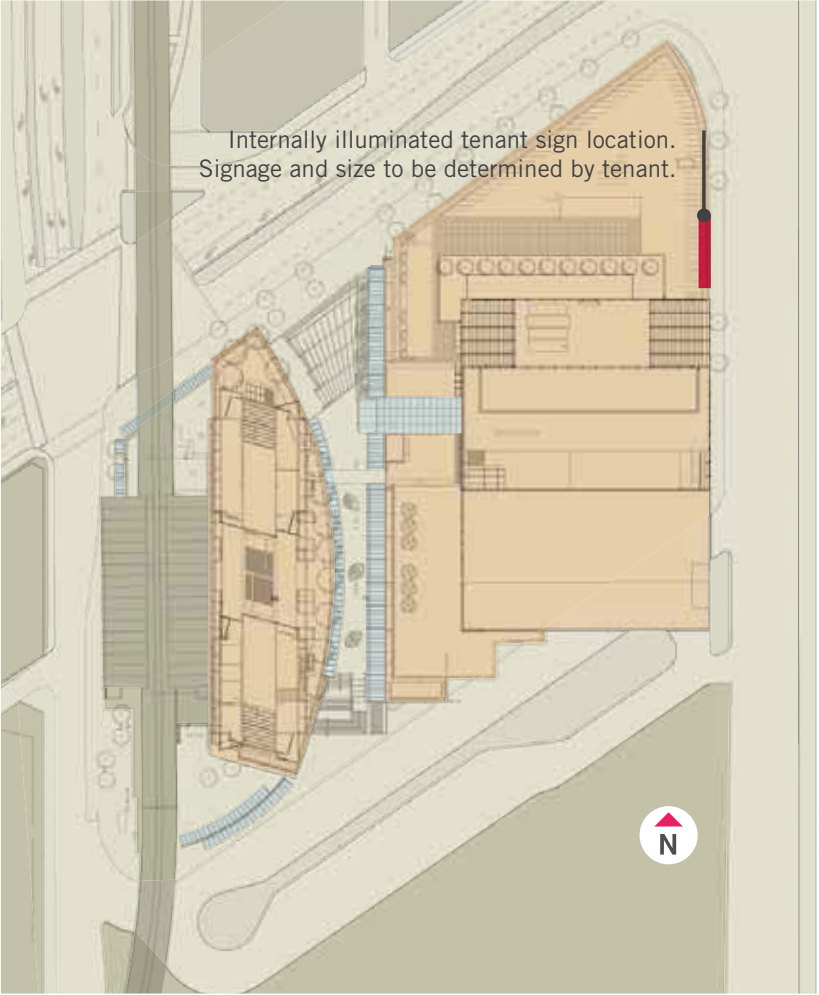 Internally illuminated tenant sign location.
Signage and size to be determined by tenant.
N